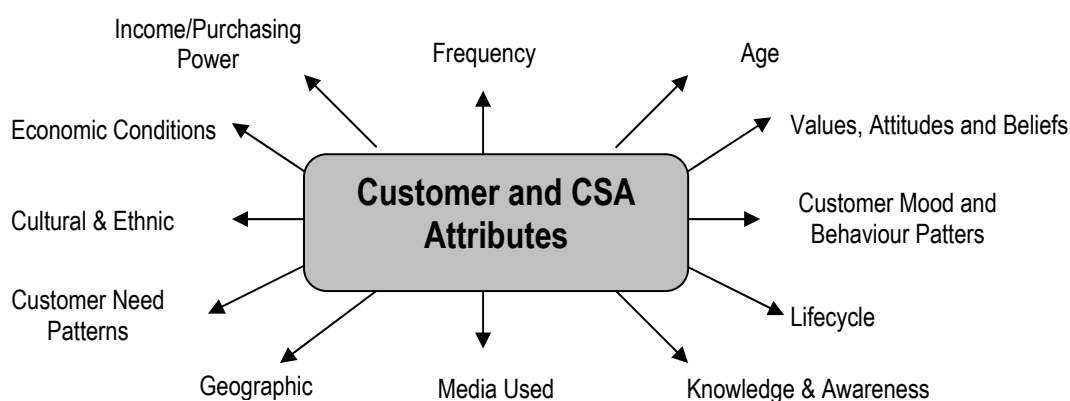 Income/Purchasing
Power
Frequency
Age
Economic Conditions
Values, Attitudes and Beliefs
Customer and CSA
Attributes
Cultural & Ethnic
Customer Mood and
Behaviour Patters
Customer Need
Patterns
Lifecycle
Geographic
Media Used
Knowledge & Awareness